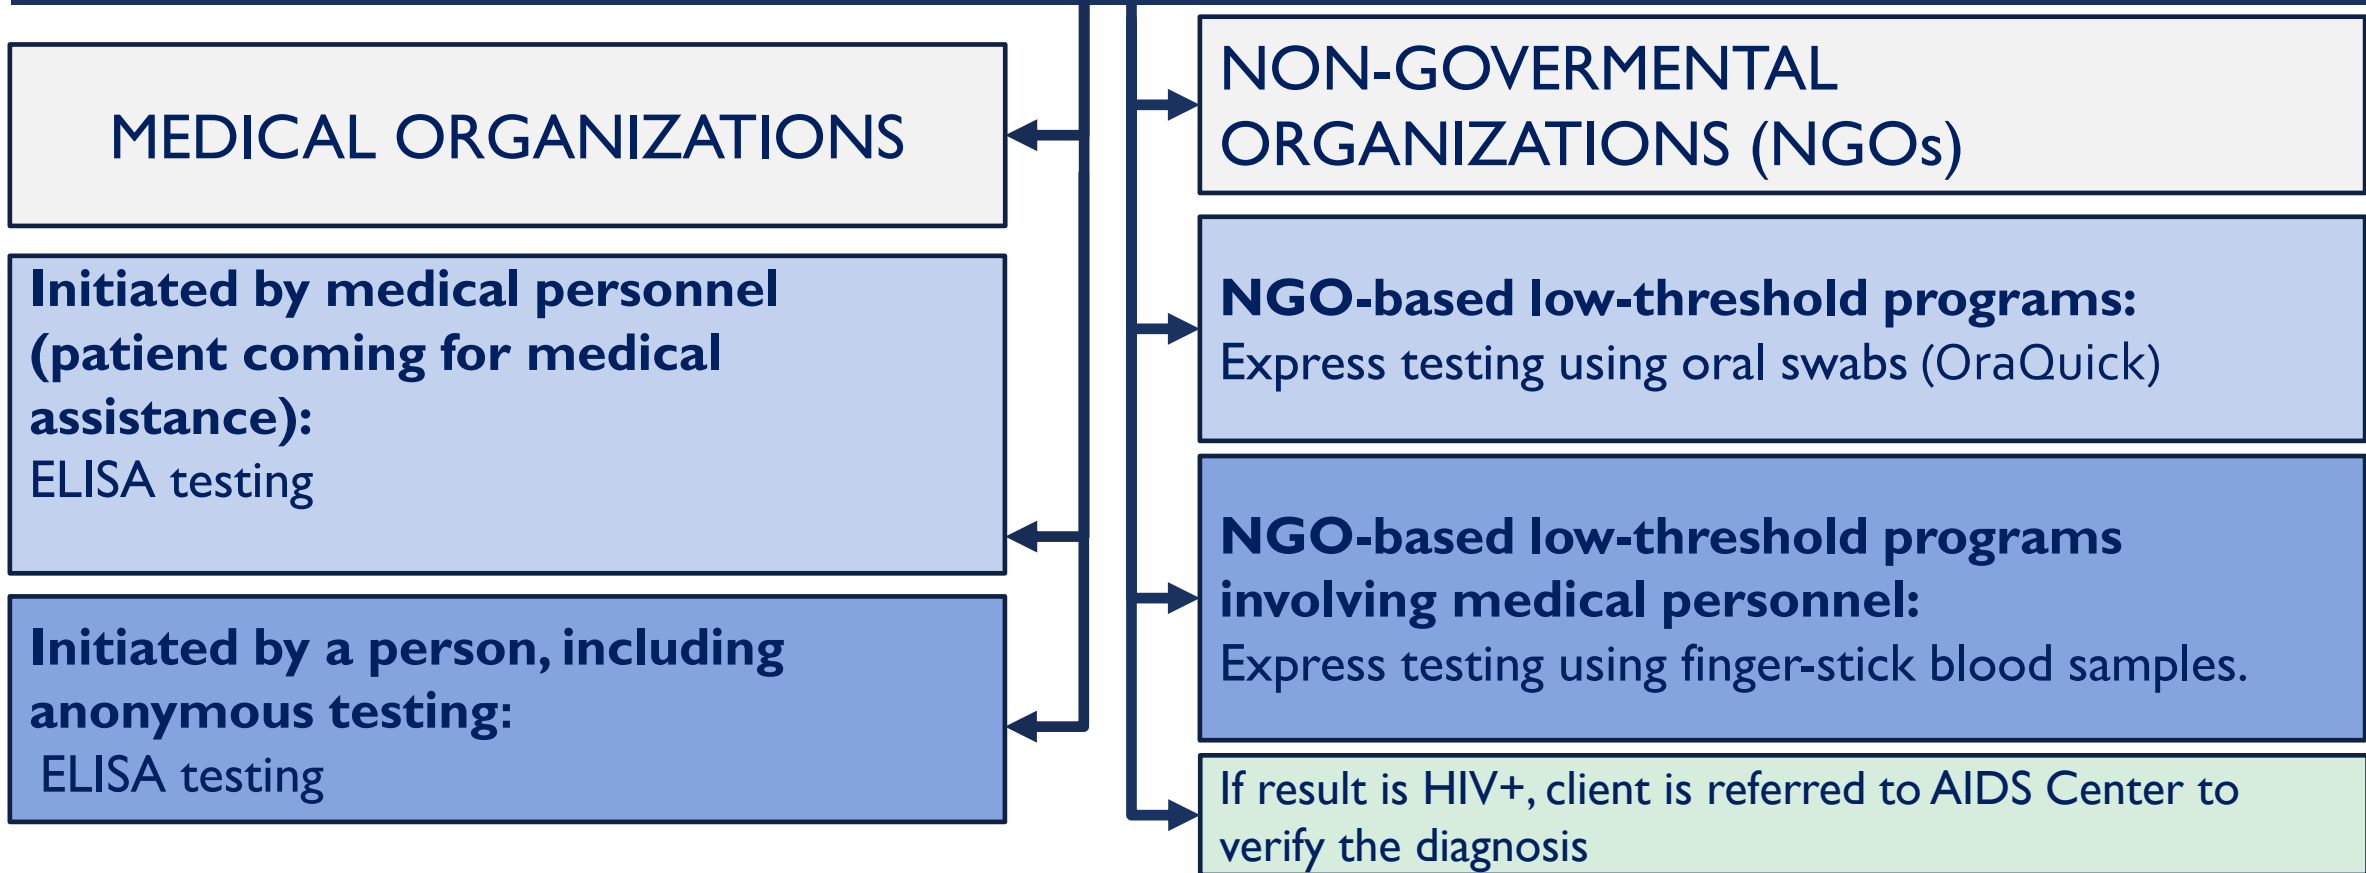 MEDICAL ORGANIZATIONS
Initiated by medical personnel
(patient coming for medical
assistance):
ELISA testing
Initiated by a person, including
anonymous testing:
ELISA testing
NON-GOVERMENTAL
ORGANIZATIONS (NGOs)
NGO-based low-threshold programs:
Express testing using oral swabs (OraQuick)
NGO-based low-threshold programs
involving medical personnel:
Express testing using finger-stick blood samples.
If result is HIV+, client is referred to AIDS Center to
verify the diagnosis